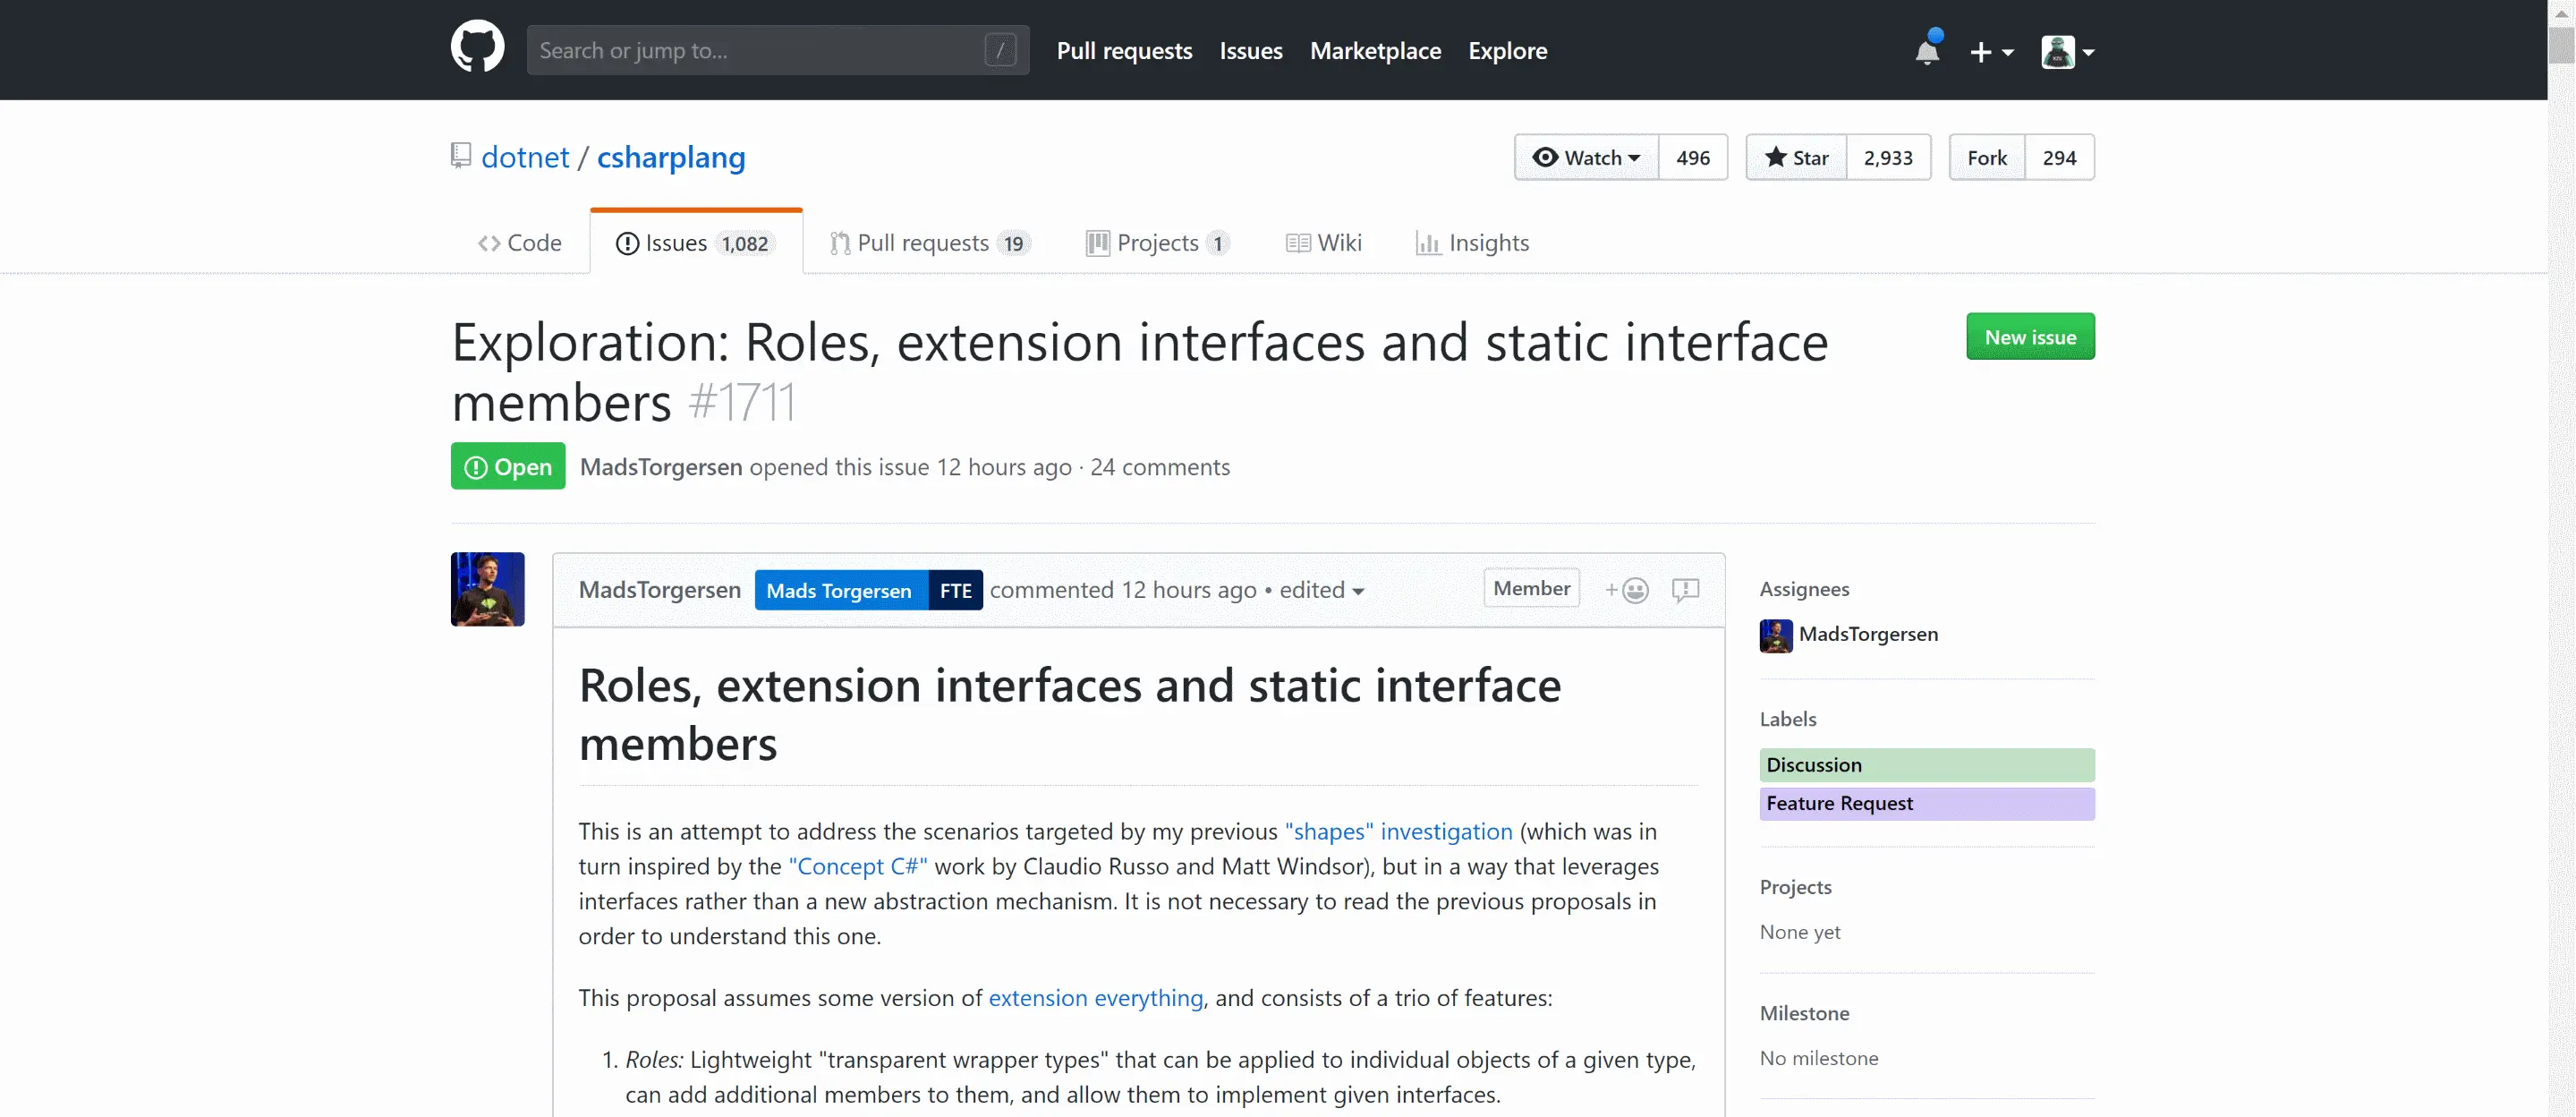 Search or jump to... /
Pull requests Issues Marketplace Explore
dotnet / csharplang
Watch 496 Star 2,933 Fork 294
Code Issues 1,082 Pull requests 19 Projects 1 Wiki Insights
Exploration: Roles, extension interfaces and static interface
members #1711
New issue
Open MadsTorgersen opened this issue 12 hours ago · 24 comments
MadsTorgersen Mads Torgersen FTE commented 12 hours ago • edited Member
Roles, extension interfaces and static interface
members
This is an attempt to address the scenarios targeted by my previous "shapes" investigation (which was in
turn inspired by the "Concept C#" work by Claudio Russo and Matt Windsor), but in a way that leverages
interfaces rather than a new abstraction mechanism. It is not necessary to read the previous proposals in
order to understand this one.
This proposal assumes some version of extension everything, and consists of a trio of features:
1. Roles: Lightweight "transparent wrapper types" that can be applied to individual objects of a given type,
can add additional members to them, and allow them to implement given interfaces.
Assignees
MadsTorgersen
Labels
Discussion
Feature Request
Projects
None yet
Milestone
No milestone